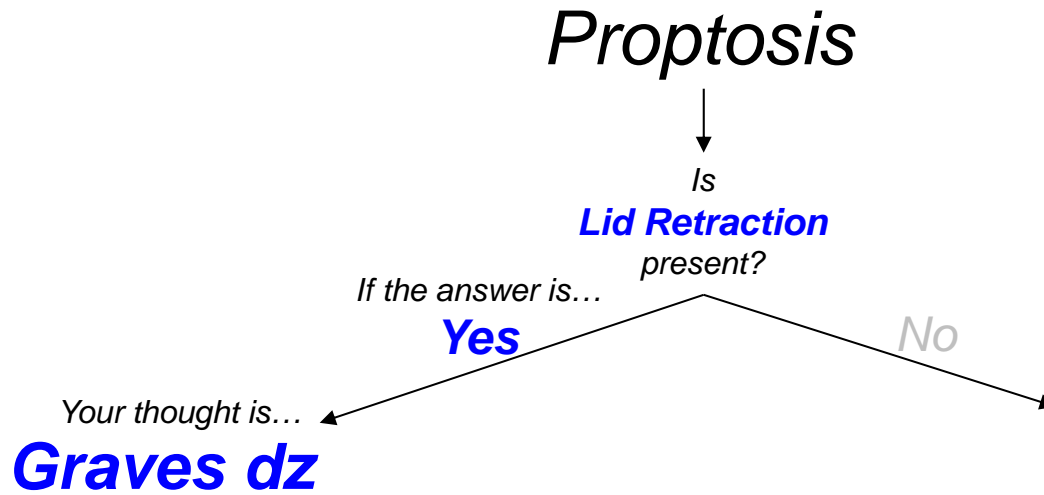 Proptosis
Is
Lid Retraction
present?
If the answer is…
Yes
No
Your thought is…
Graves dz